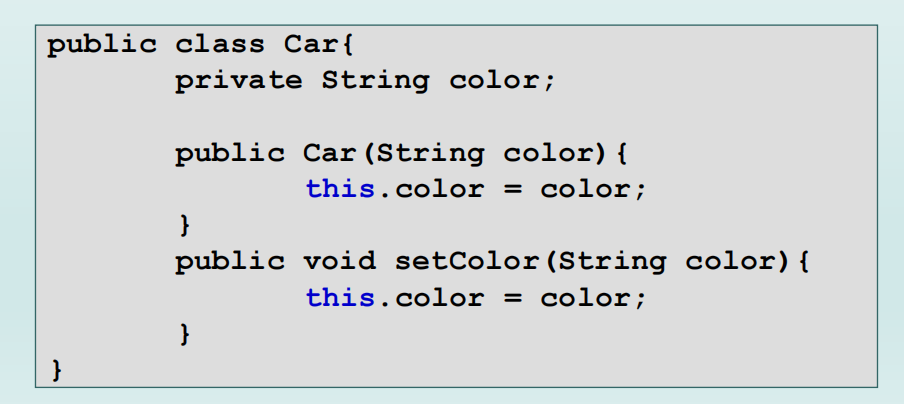 public class Car{
private String color;
public Car(String color){
this.color = color;
}
public void setColor(String color){
this.color = color;
}
}